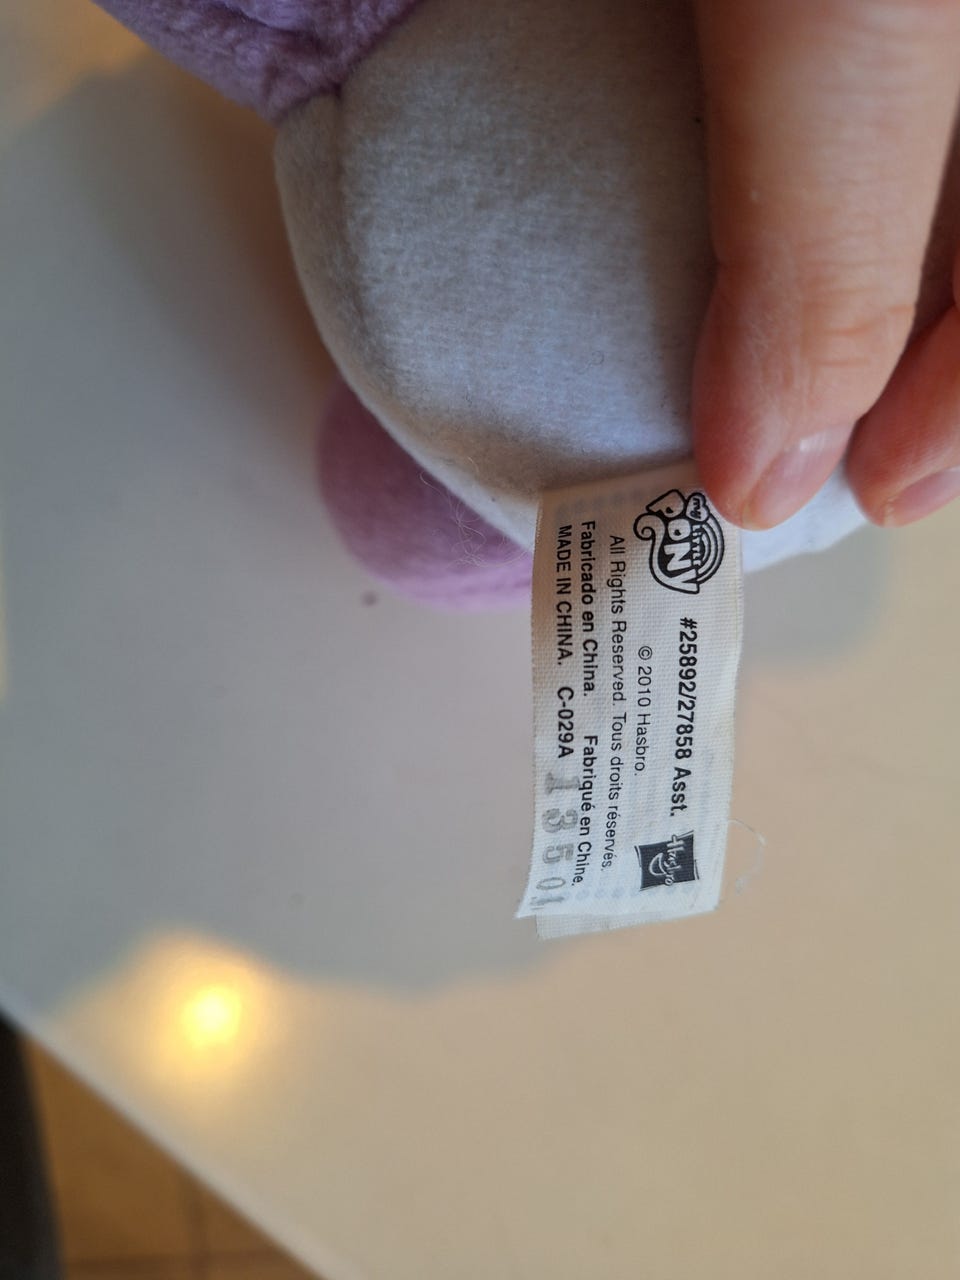 my LITTLE PONY
#25892/27858 Asst.
Hasbro
© 2010 Hasbro.
All Rights Reserved. Tous droits réservés.
Fabricado en China. Fabriqué en Chine.
MADE IN CHINA. C-029A 13501